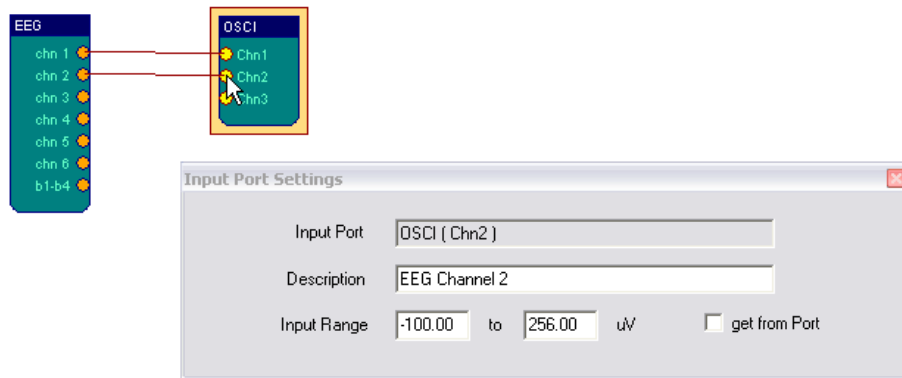 EEG
chn 1
chn 2
chn 3
chn 4
chn 5
chn 6
b1-b4
OSCI
Chn1
Chn2
Chn3
Input Port Settings
Input Port OSCI ( Chn2 )
Description EEG Channel 2
Input Range -100.00 to 256.00 uV get from Port